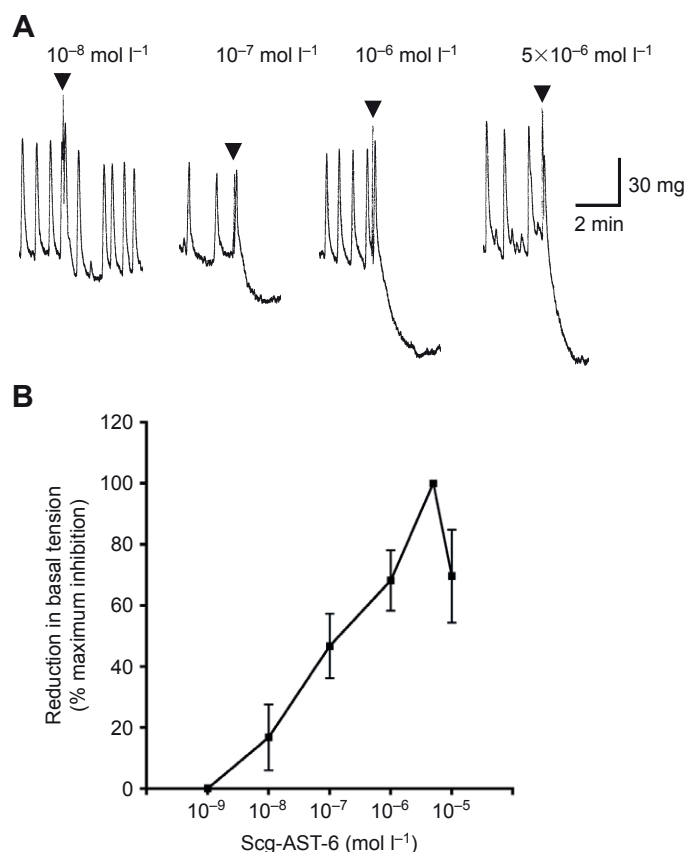 A
10⁻⁸ mol l⁻¹ 10⁻⁷ mol l⁻¹ 10⁻⁶ mol l⁻¹ 5×10⁻⁶ mol l⁻¹
30 mg
2 min
B
Reduction in basal tension
(% maximum inhibition)
120
100
80
60
40
20
0
10⁻⁹ 10⁻⁸ 10⁻⁷ 10⁻⁶ 10⁻⁵
Scg-AST-6 (mol l⁻¹)